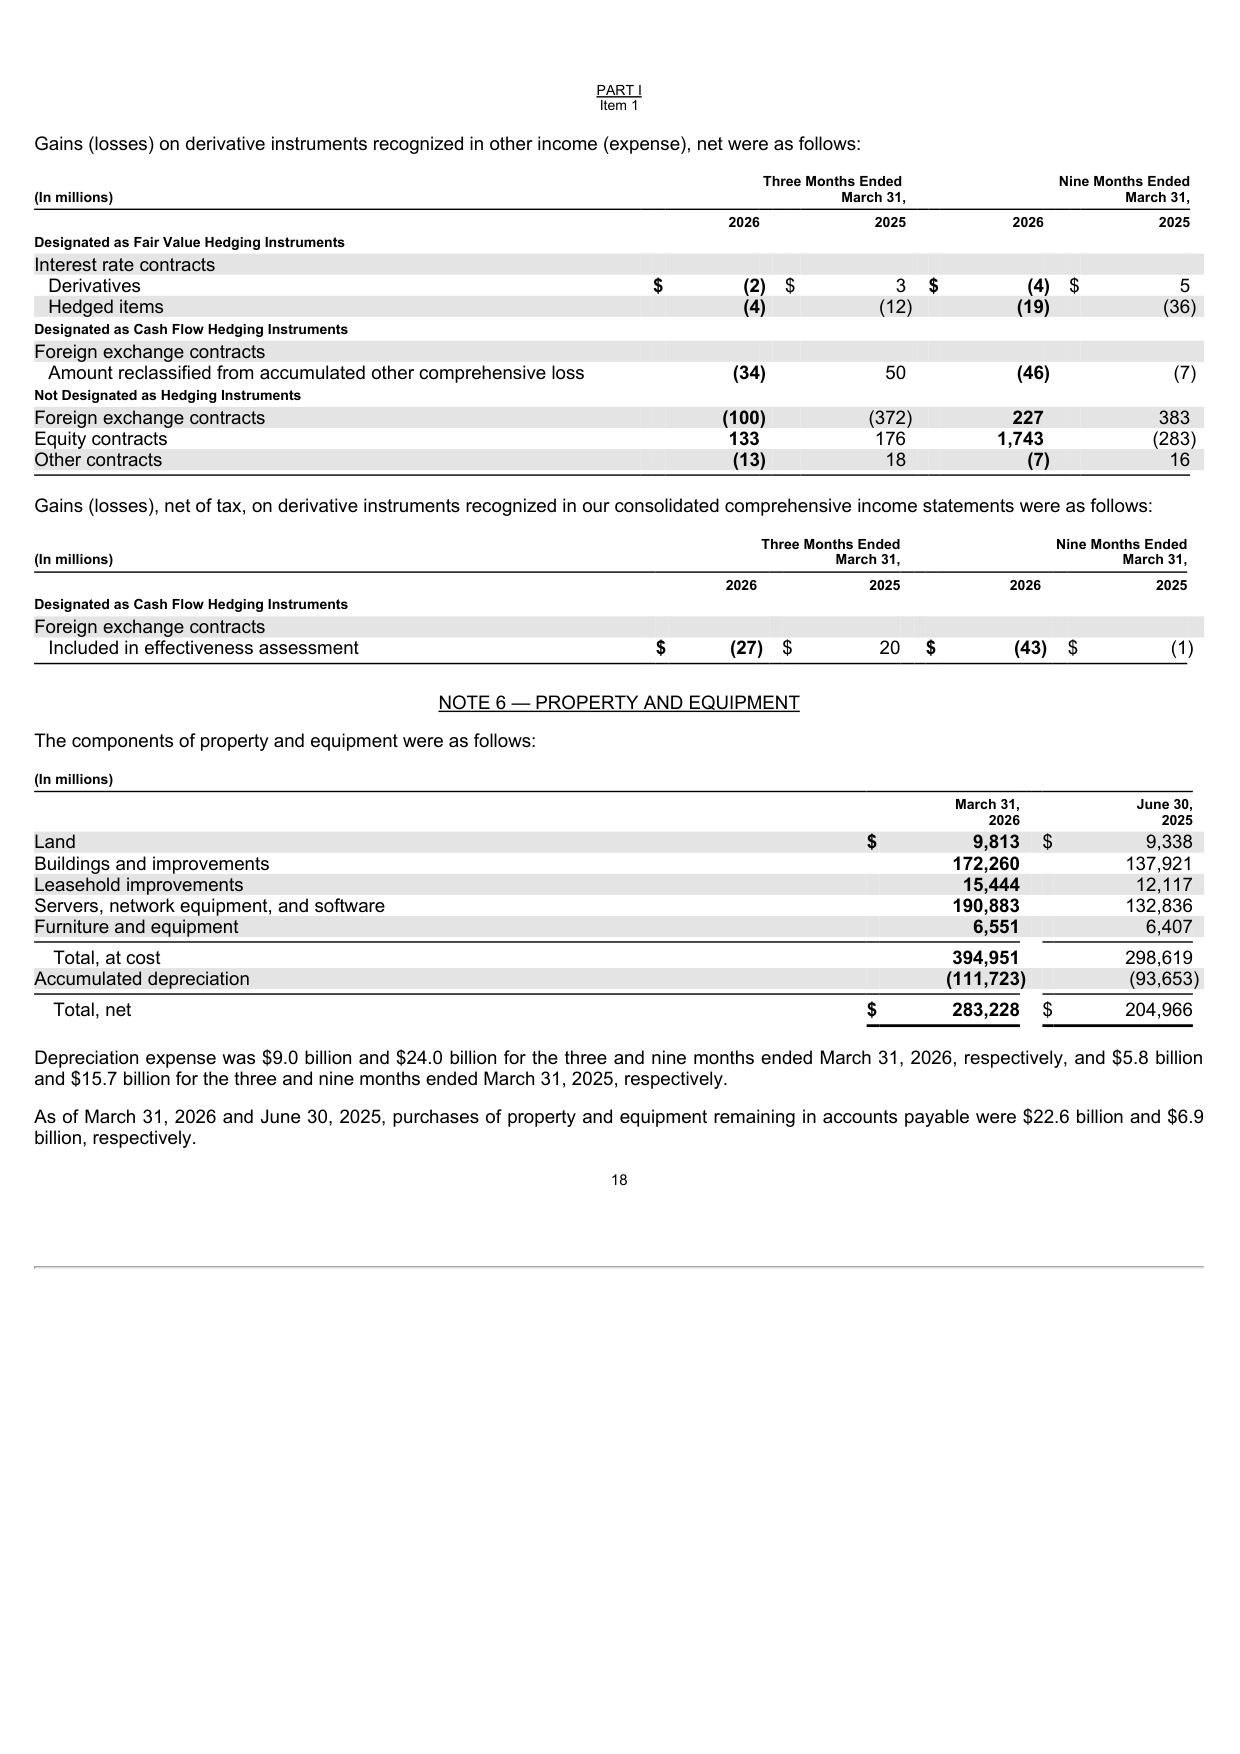 PART I
Item 1
Gains (losses) on derivative instruments recognized in other income (expense), net were as follows:
(In millions) Three Months Ended March 31, Nine Months Ended March 31,
2026 2025 2026 2025
Designated as Fair Value Hedging Instruments
Interest rate contracts
Derivatives $ (2) $ 3 $ (4) $ 5
Hedged items (4) (12) (19) (36)
Designated as Cash Flow Hedging Instruments
Foreign exchange contracts
Amount reclassified from accumulated other comprehensive loss (34) 50 (46) (7)
Not Designated as Hedging Instruments
Foreign exchange contracts (100) (372) 227 383
Equity contracts 133 176 1,743 (283)
Other contracts (13) 18 (7) 16
Gains (losses), net of tax, on derivative instruments recognized in our consolidated comprehensive income statements were as follows:
(In millions) Three Months Ended March 31, Nine Months Ended March 31,
2026 2025 2026 2025
Designated as Cash Flow Hedging Instruments
Foreign exchange contracts
Included in effectiveness assessment $ (27) $ 20 $ (43) $ (1)
NOTE 6 — PROPERTY AND EQUIPMENT
The components of property and equipment were as follows:
(In millions)
March 31, 2026 June 30, 2025
Land $ 9,813 $ 9,338
Buildings and improvements 172,260 137,921
Leasehold improvements 15,444 12,117
Servers, network equipment, and software 190,883 132,836
Furniture and equipment 6,551 6,407
Total, at cost 394,951 298,619
Accumulated depreciation (111,723) (93,653)
Total, net $ 283,228 $ 204,966
Depreciation expense was $9.0 billion and $24.0 billion for the three and nine months ended March 31, 2026, respectively, and $5.8 billion
and $15.7 billion for the three and nine months ended March 31, 2025, respectively.
As of March 31, 2026 and June 30, 2025, purchases of property and equipment remaining in accounts payable were $22.6 billion and $6.9
billion, respectively.
18